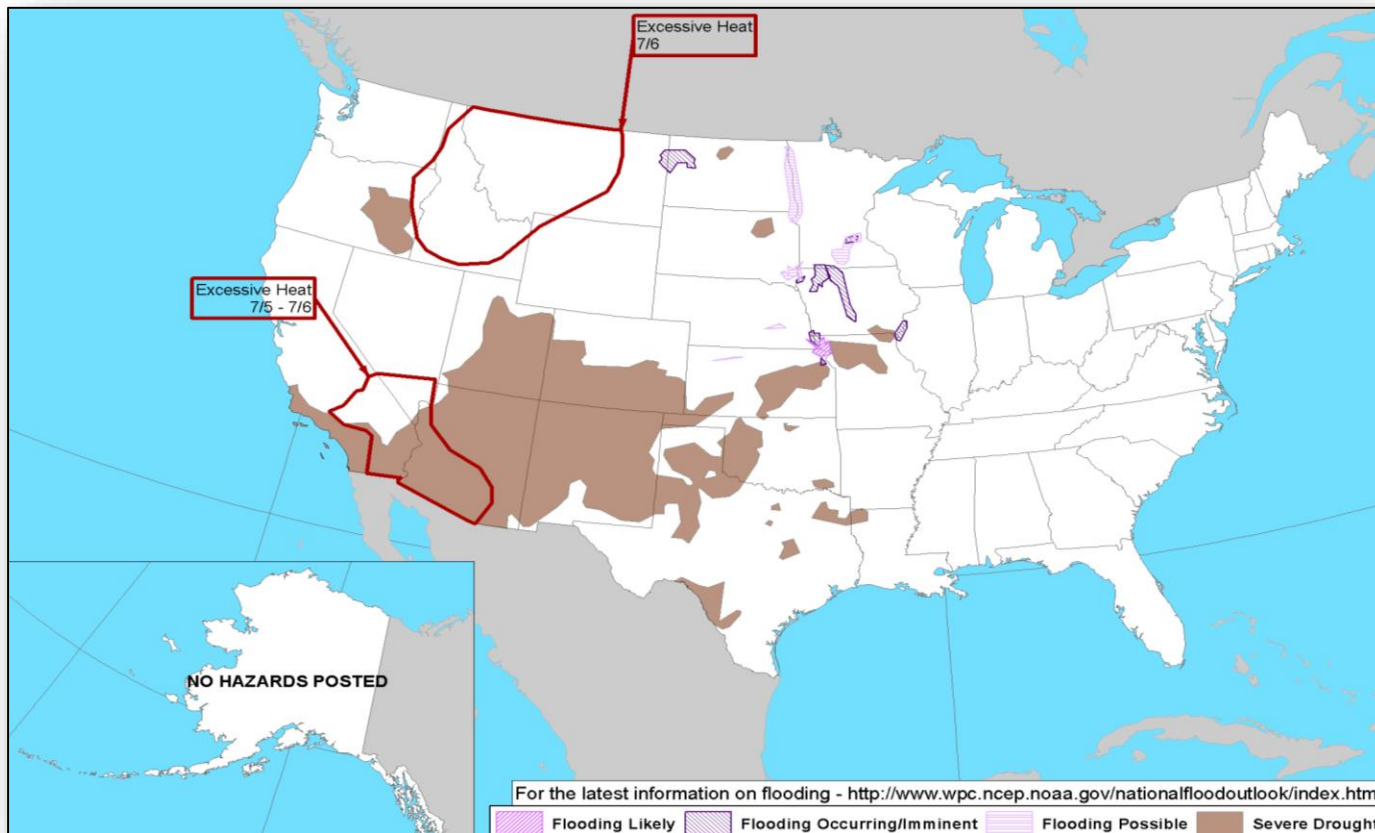 Excessive Heat
7/6
Excessive Heat
7/5 - 7/6
NO HAZARDS POSTED
For the latest information on flooding - http://www.wpc.ncep.noaa.gov/nationalfloodoutlook/index.htm
Flooding Likely
Flooding Occurring/Imminent
Flooding Possible
Severe Drought